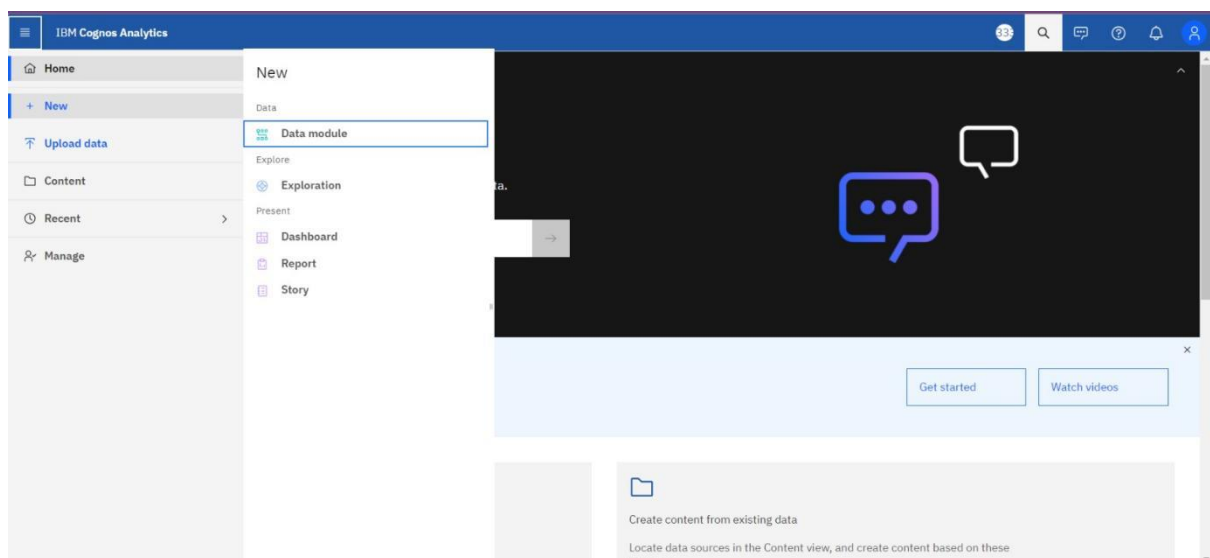 IBM Cognos Analytics
Home
New
Upload data
Content
Recent
Manage
New
Data
Data module
Explore
Exploration
Present
Dashboard
Report
Story
ta.
Get started
Watch videos
Create content from existing data
Locate data sources in the Content view, and create content based on these